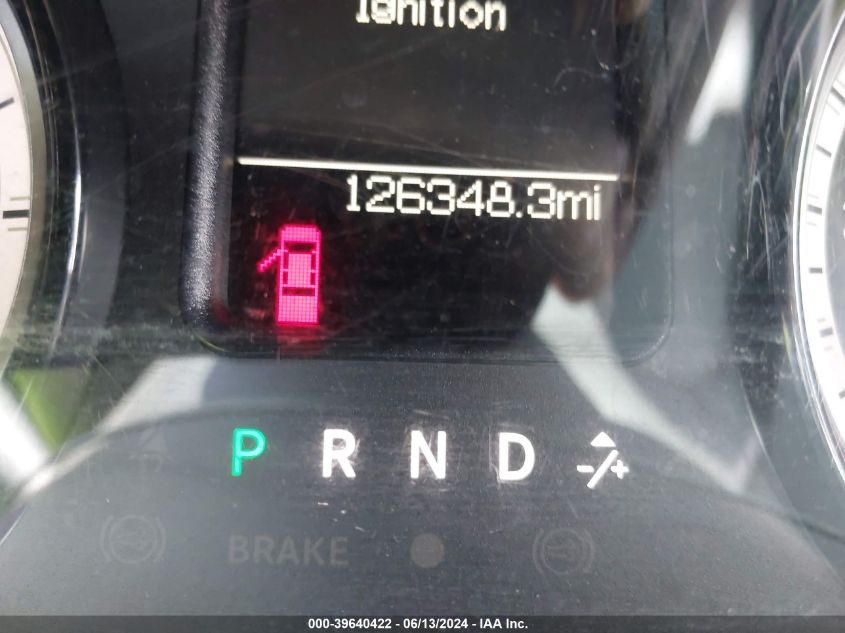 Ignition
126348.3mi
P R N D -/+
BRAKE
000-39640422 - 06/13/2024 - IAA Inc.